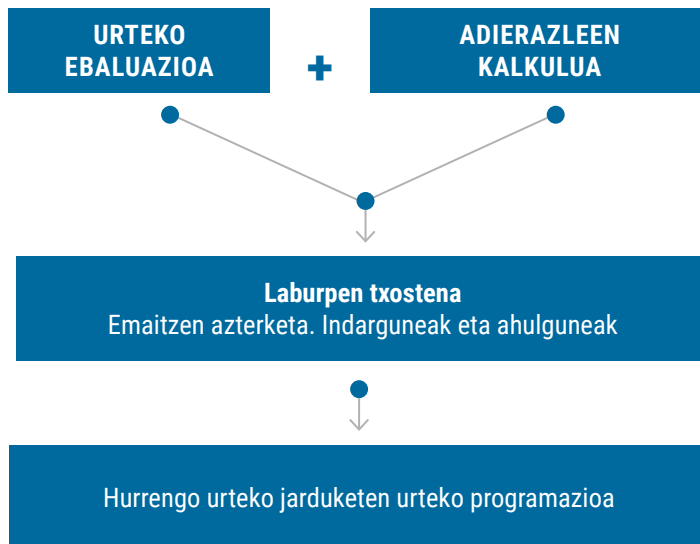 URTEKO
EBALUAZIOA
+
ADIERAZLEEN
KALKULUA
Laburpen txostena
Emaitzen azterketa. Indarguneak eta ahulguneak
Hurrengo urteko jarduketen urteko programazioa